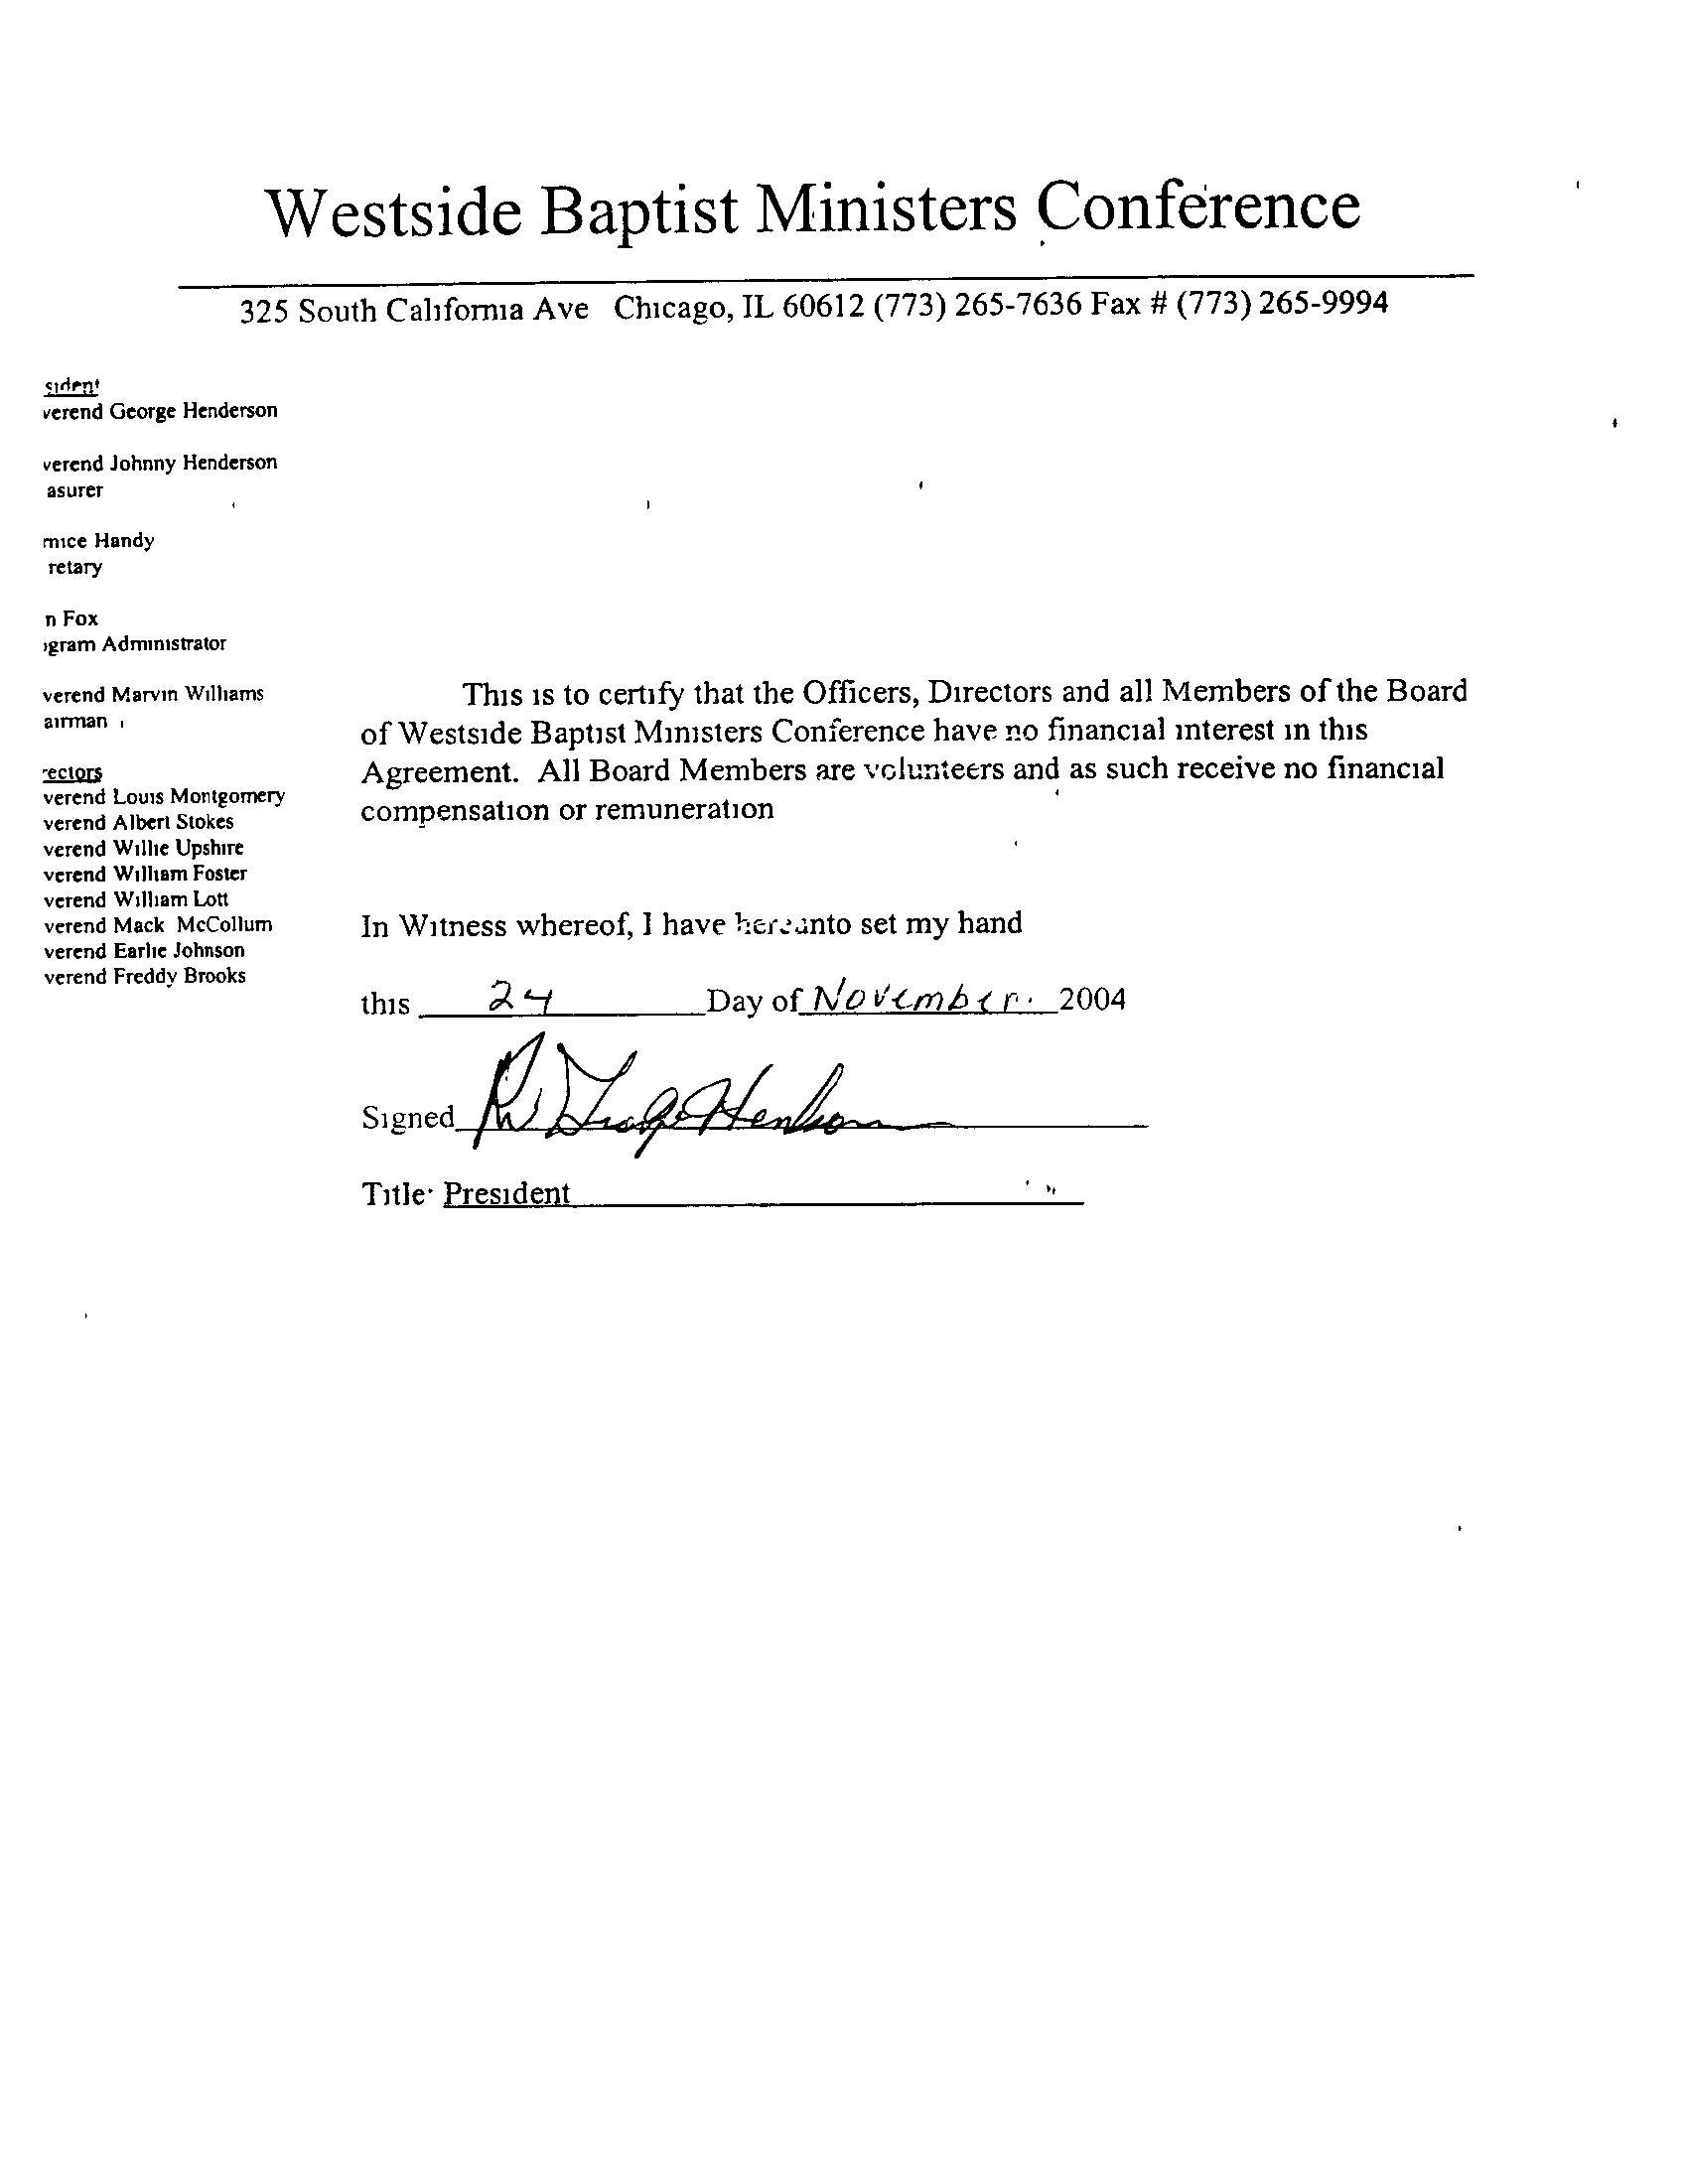 Westside Baptist Ministers Conference
325 South California Ave Chicago, IL 60612 (773) 265-7636 Fax # (773) 265-9994
sident
verend George Henderson
verend Johnny Henderson
asurer
rnice Handy
retary
n Fox
gram Administrator
verend Marvin Williams
airman
rectors
verend Louis Montgomery
verend Albert Stokes
verend Willie Upshire
verend William Foster
verend William Lott
verend Mack McCollum
verend Earlie Johnson
verend Freddy Brooks
This is to certify that the Officers, Directors and all Members of the Board
of Westside Baptist Ministers Conference have no financial interest in this
Agreement. All Board Members are volunteers and as such receive no financial
compensation or remuneration
In Witness whereof, I have hereunto set my hand
this 24 Day of November. 2004
Signed George Henderson
Title: President